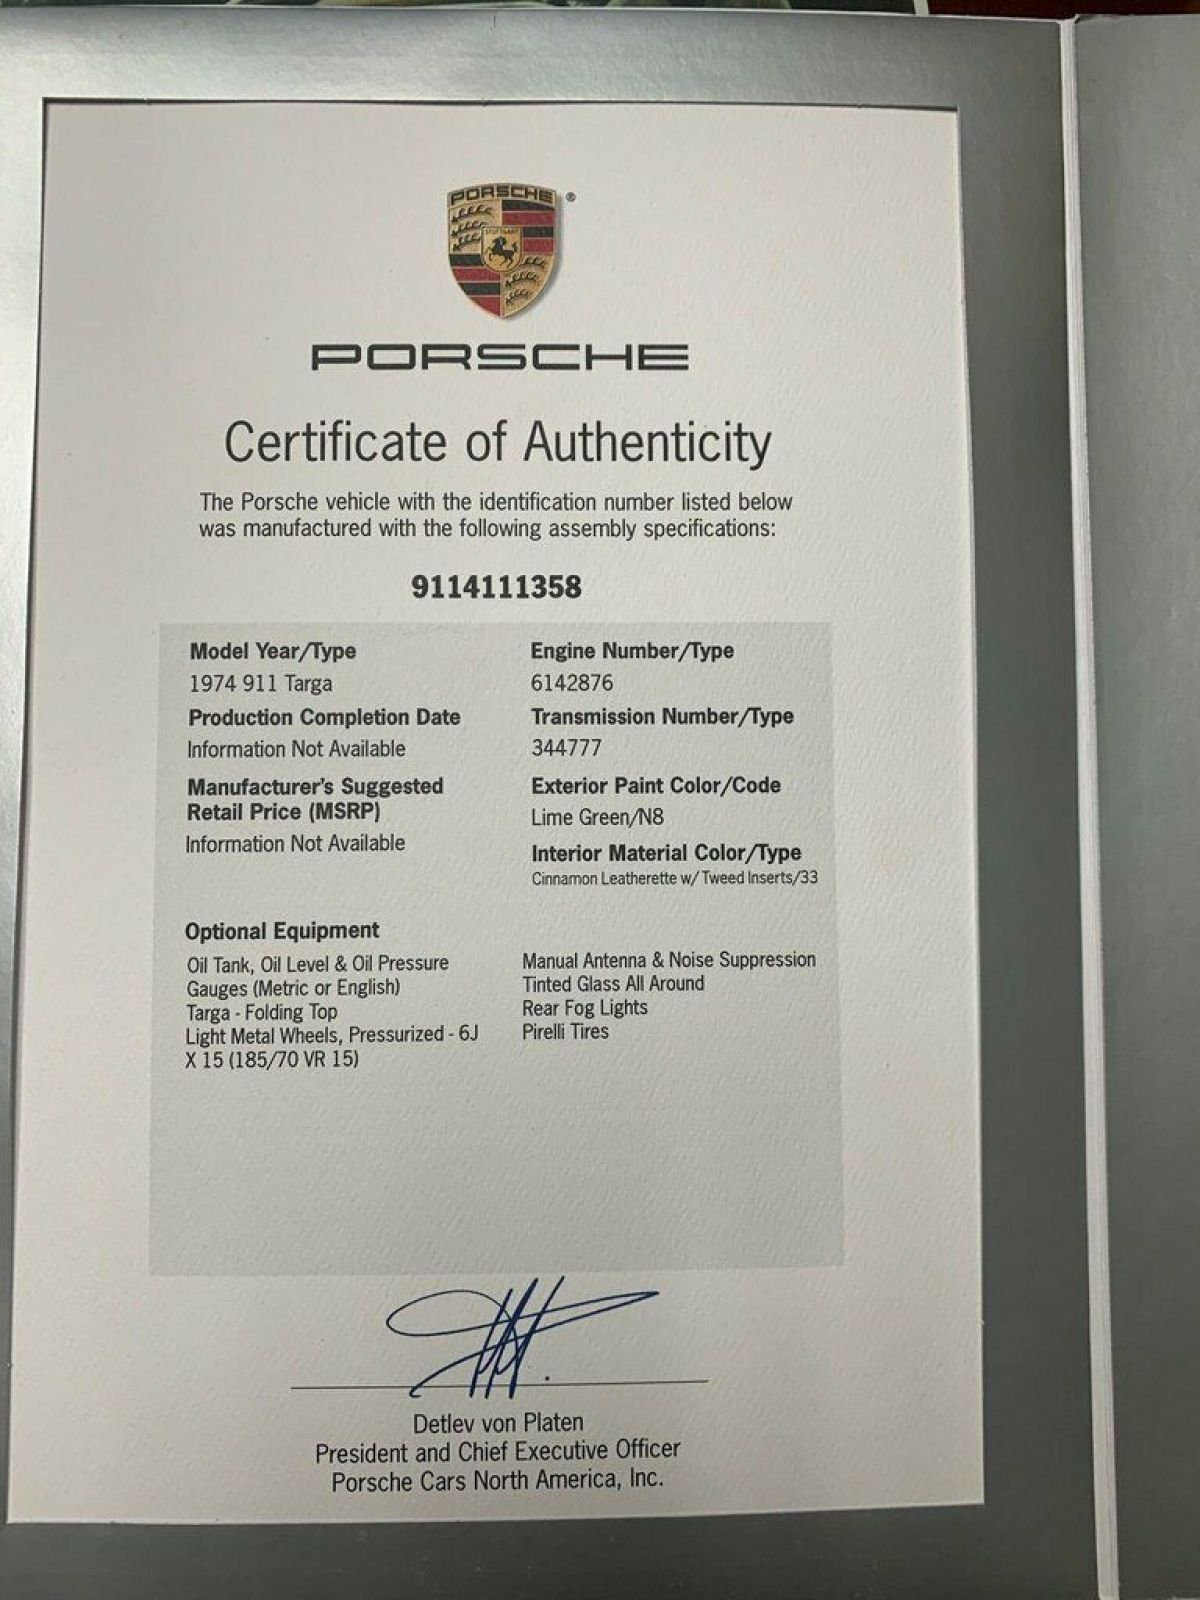 PORSCHE
STUTTGART
®
PORSCHE
Certificate of Authenticity
The Porsche vehicle with the identification number listed below
was manufactured with the following assembly specifications:
9114111358
Model Year/Type
1974 911 Targa
Production Completion Date
Information Not Available
Manufacturer's Suggested
Retail Price (MSRP)
Information Not Available
Engine Number/Type
6142876
Transmission Number/Type
344777
Exterior Paint Color/Code
Lime Green/N8
Interior Material Color/Type
Cinnamon Leatherette w/ Tweed Inserts/33
Optional Equipment
Oil Tank, Oil Level & Oil Pressure
Gauges (Metric or English)
Targa - Folding Top
Light Metal Wheels, Pressurized - 6J
X 15 (185/70 VR 15)
Manual Antenna & Noise Suppression
Tinted Glass All Around
Rear Fog Lights
Pirelli Tires
Detlev von Platen
President and Chief Executive Officer
Porsche Cars North America, Inc.